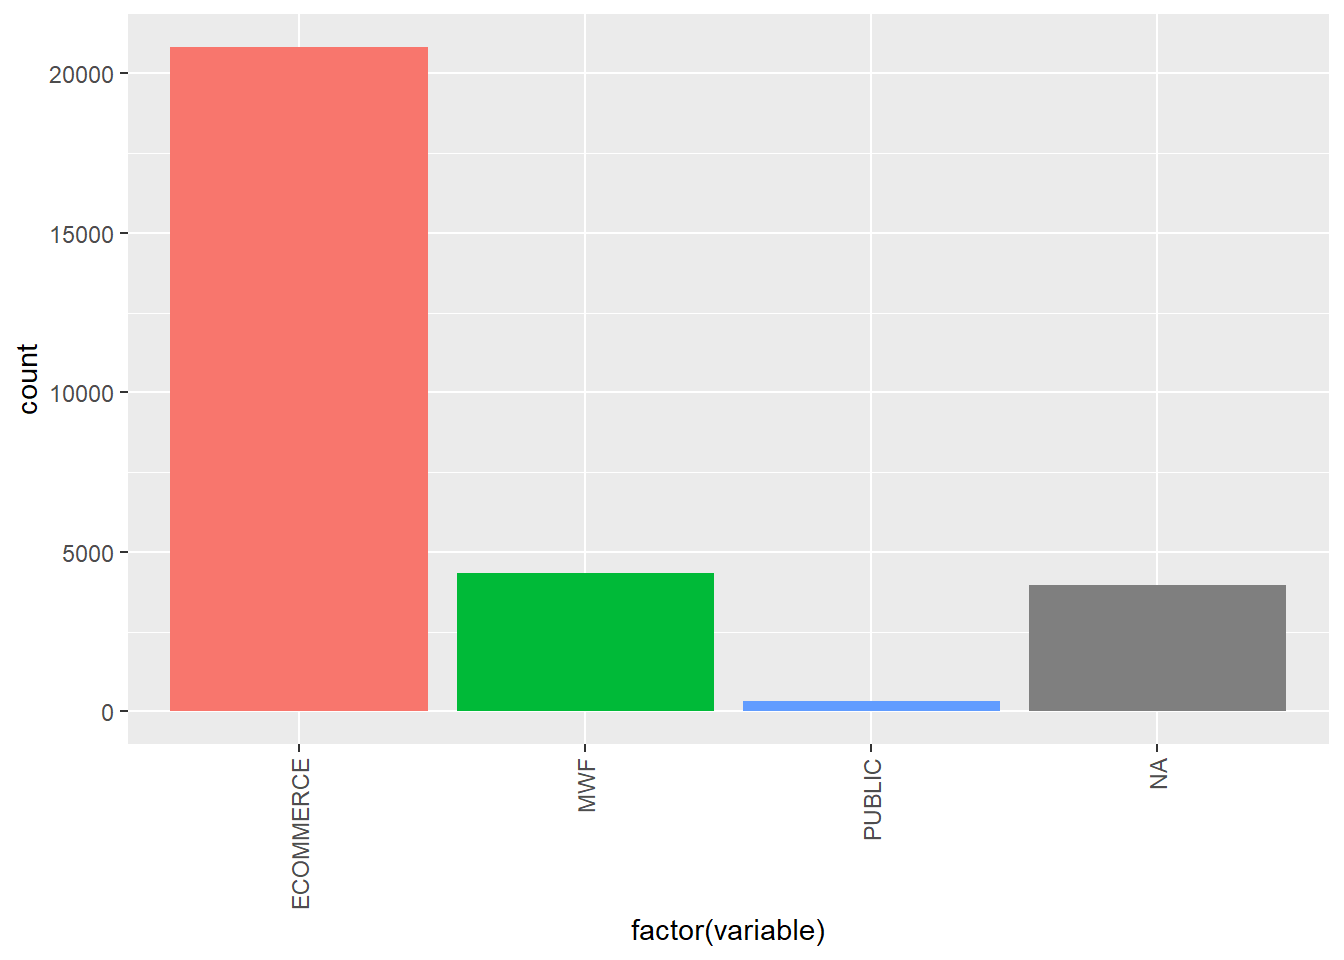 20000
15000
10000
5000
0
count
ECOMMERCE
MWF
PUBLIC
NA
factor(variable)